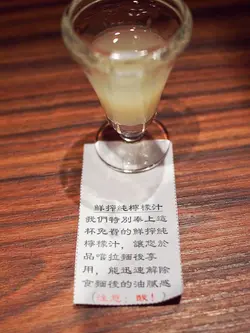 鮮搾純檸檬汁
我們特別奉上這
杯免費的鮮搾純
檸檬汁，讓您於
品嚐拉麵後享
用，能迅速解除
食麵後的油膩感
(注意：酸！)